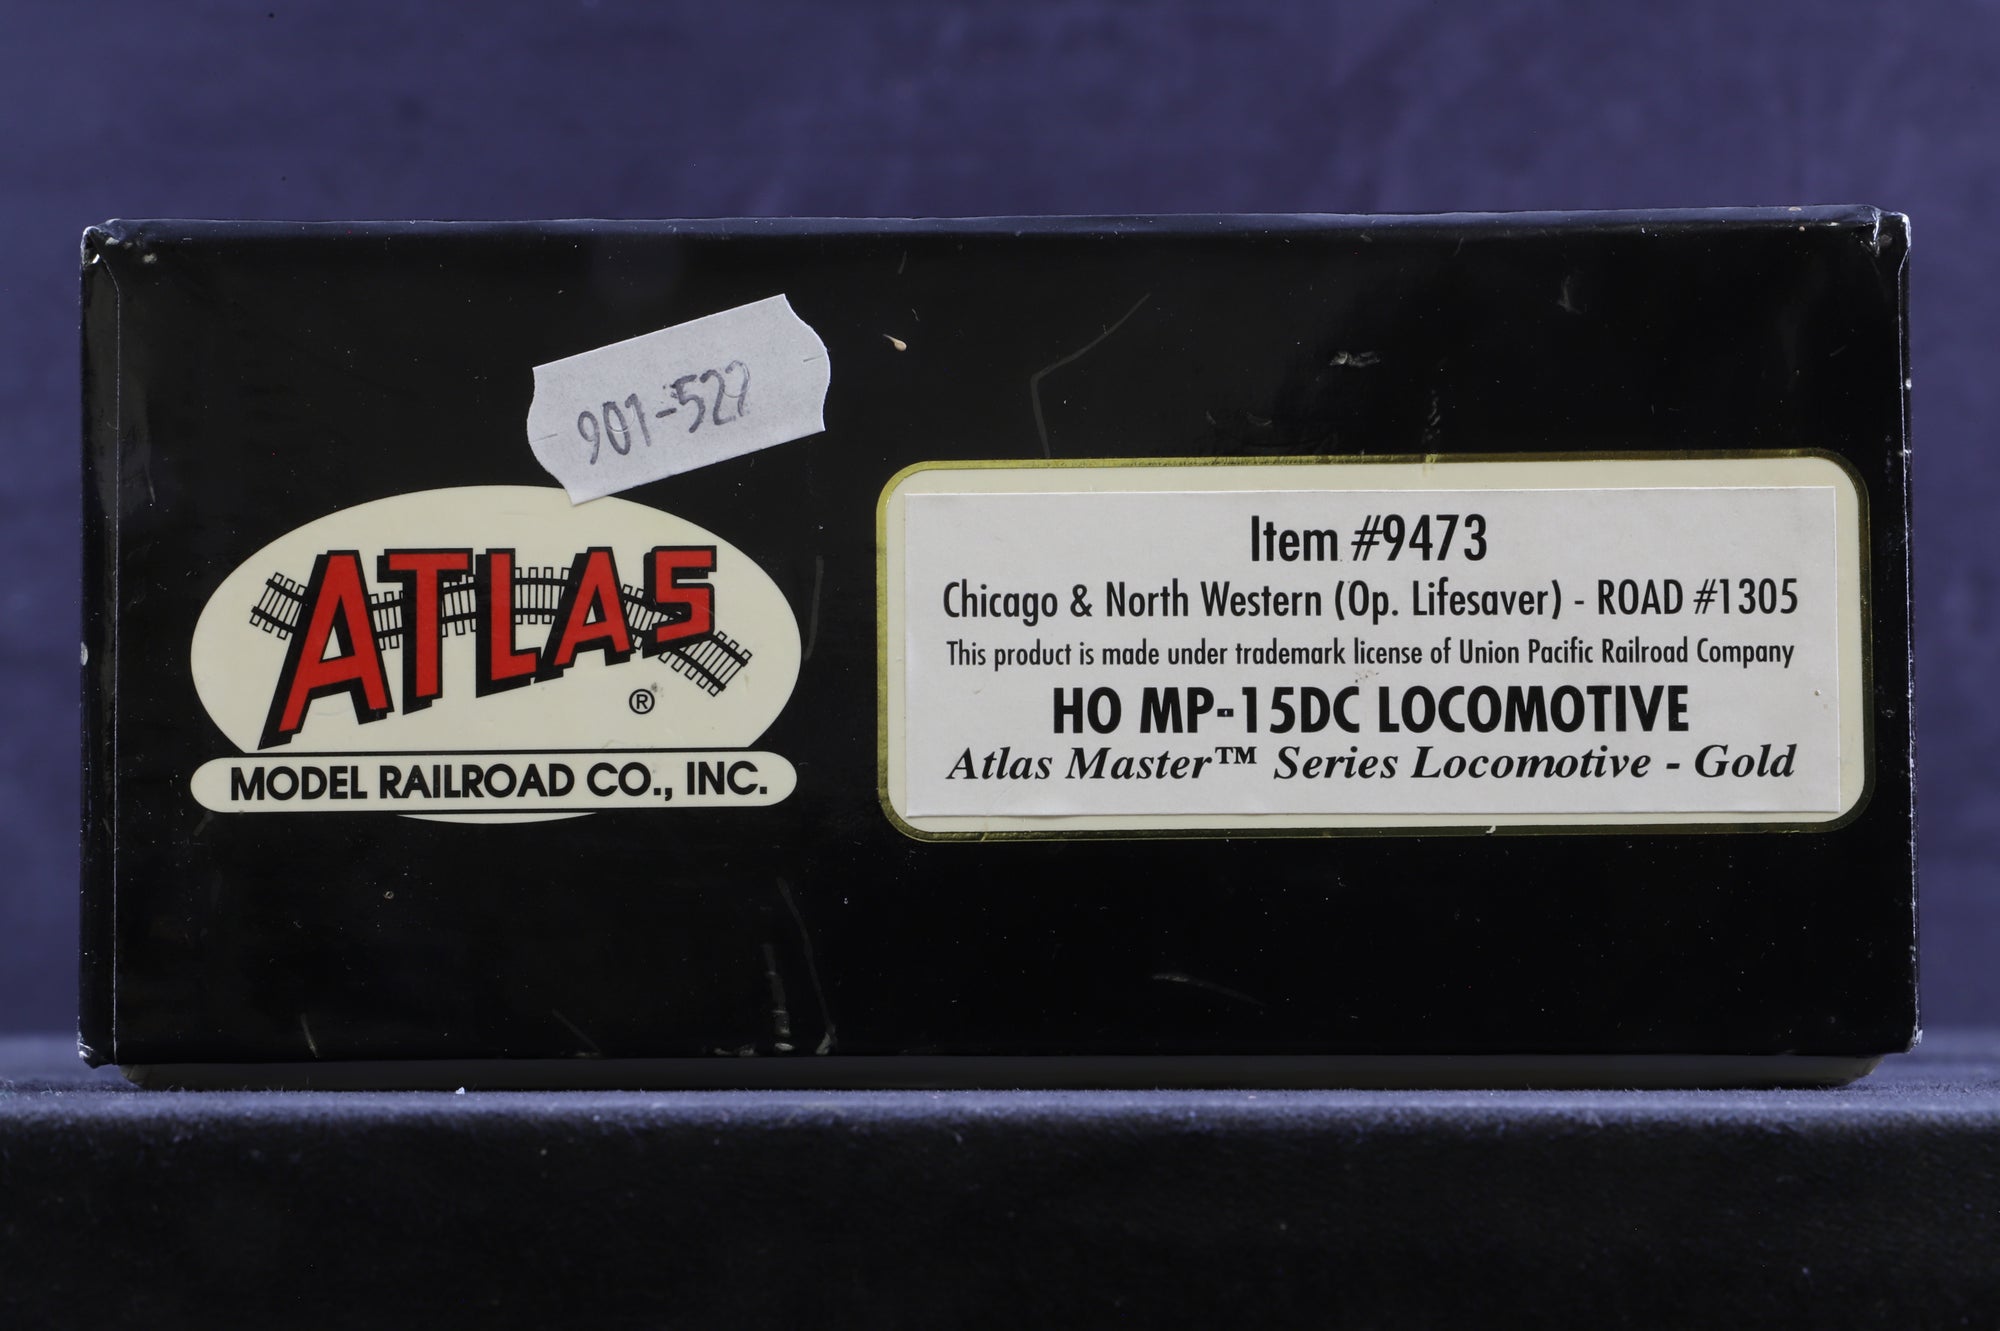 901-527
ATLAS
®
MODEL RAILROAD CO., INC.
Item #9473
Chicago & North Western (Op. Lifesaver) - ROAD #1305
This product is made under trademark license of Union Pacific Railroad Company
HO MP-15DC LOCOMOTIVE
Atlas Master™ Series Locomotive - Gold